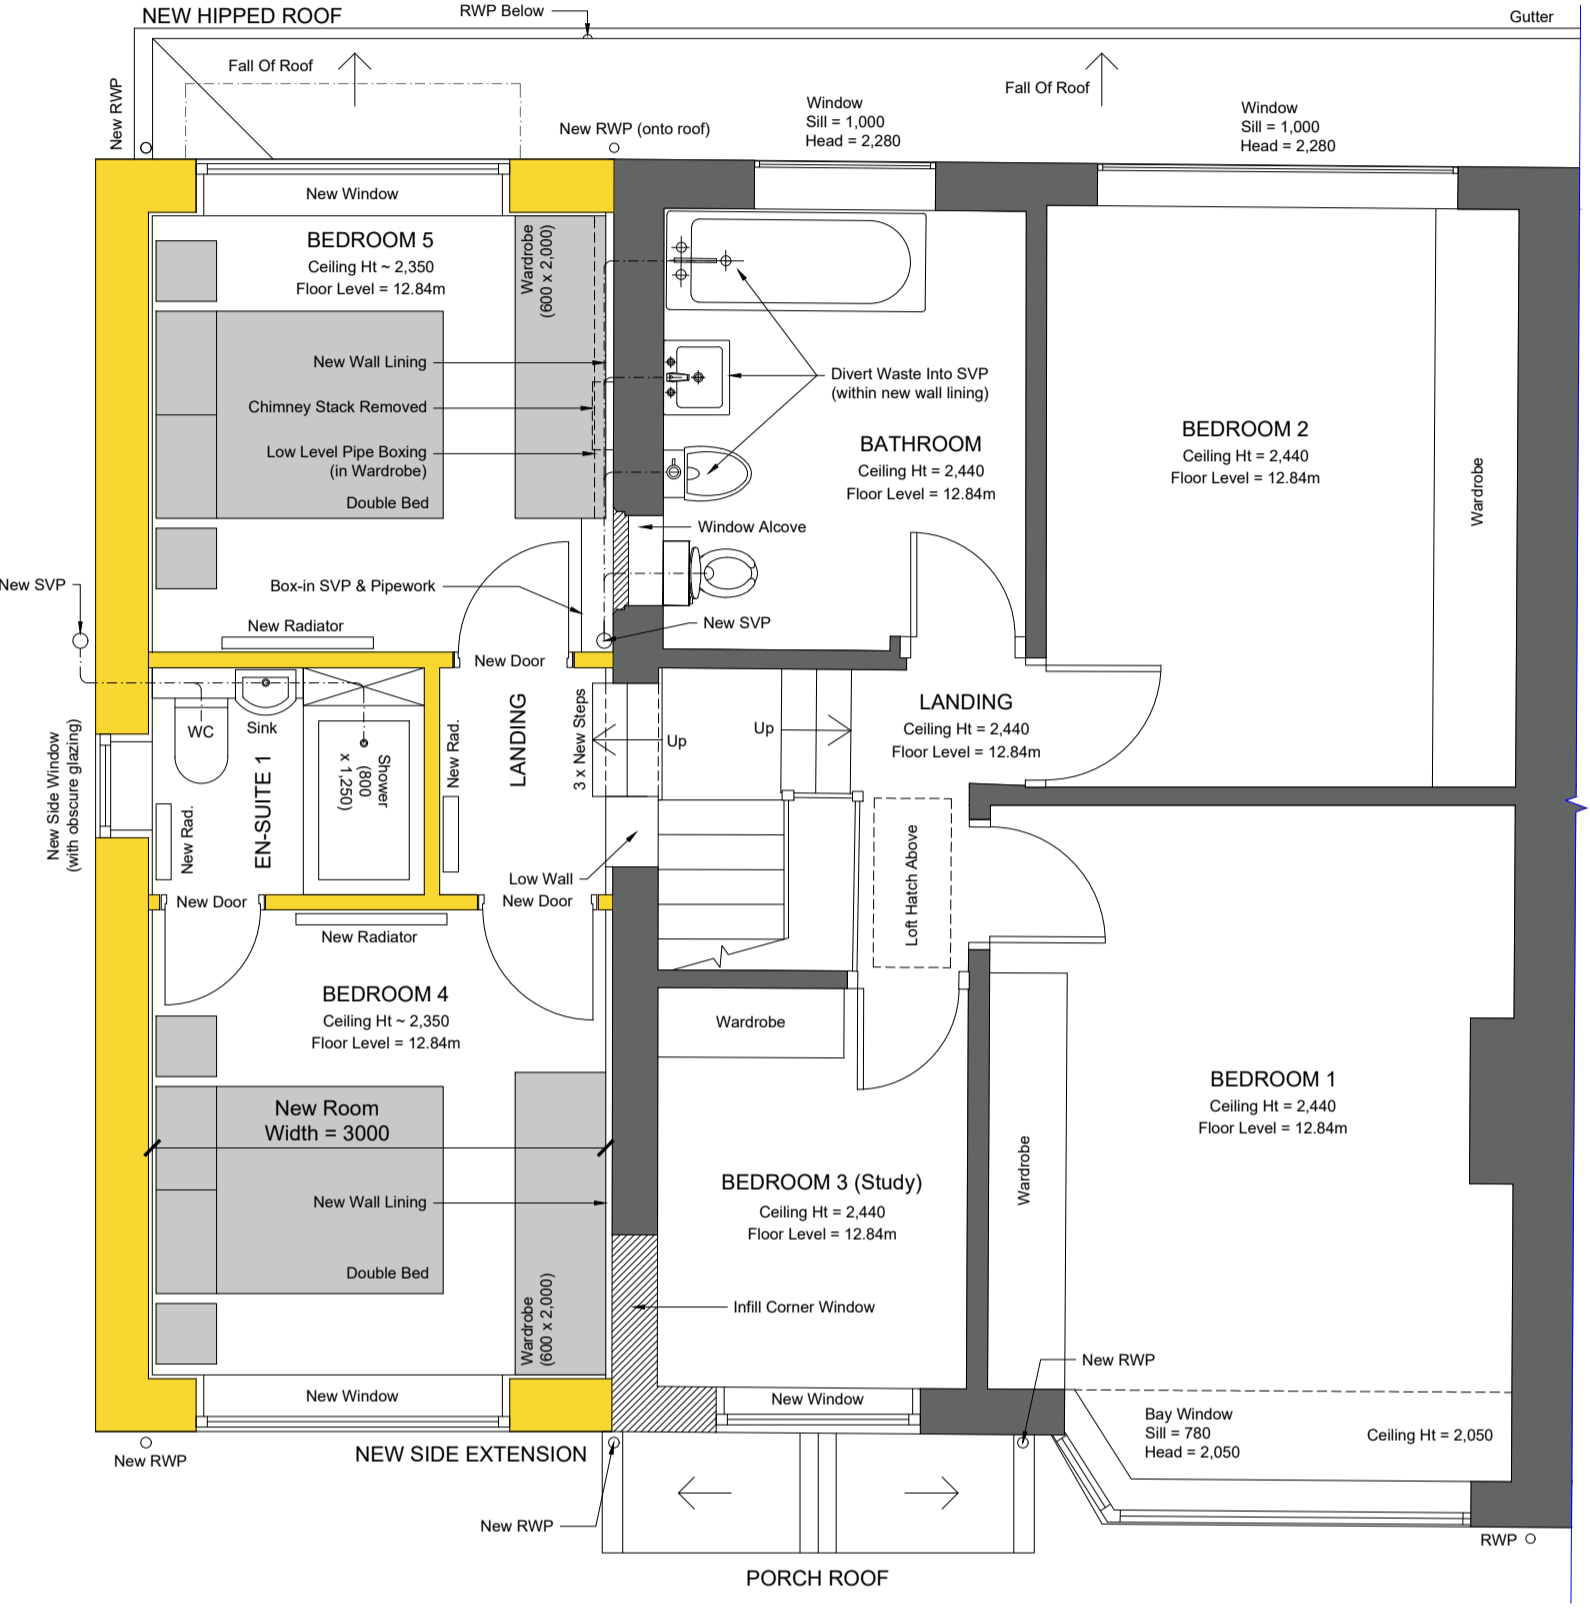 NEW HIPPED ROOF
RWP Below
Gutter
Fall Of Roof
Fall Of Roof
New RWP
New RWP (onto roof)
Window
Sill = 1,000
Head = 2,280
Window
Sill = 1,000
Head = 2,280
New Window
BEDROOM 5
Ceiling Ht ~ 2,350
Floor Level = 12.84m
Wardrobe
(600 x 2,000)
New Wall Lining
Chimney Stack Removed
Low Level Pipe Boxing
(in Wardrobe)
Double Bed
Divert Waste Into SVP
(within new wall lining)
BATHROOM
Ceiling Ht = 2,440
Floor Level = 12.84m
BEDROOM 2
Ceiling Ht = 2,440
Floor Level = 12.84m
Wardrobe
Window Alcove
New SVP
Box-in SVP & Pipework
New SVP
New Radiator
New Door
WC
Sink
EN-SUITE 1
Shower
(800
x 1,250)
New Rad.
New Rad.
LANDING
3 x New Steps
Up
Up
LANDING
Ceiling Ht = 2,440
Floor Level = 12.84m
New Side Window
(with obscure glazing)
Low Wall
Loft Hatch Above
New Door
New Door
New Radiator
BEDROOM 4
Ceiling Ht ~ 2,350
Floor Level = 12.84m
Wardrobe
New Room
Width = 3000
New Wall Lining
Double Bed
Wardrobe
(600 x 2,000)
BEDROOM 3 (Study)
Ceiling Ht = 2,440
Floor Level = 12.84m
Wardrobe
BEDROOM 1
Ceiling Ht = 2,440
Floor Level = 12.84m
Infill Corner Window
New RWP
New Window
New Window
Bay Window
Sill = 780
Head = 2,050
Ceiling Ht = 2,050
New RWP
NEW SIDE EXTENSION
New RWP
RWP
PORCH ROOF